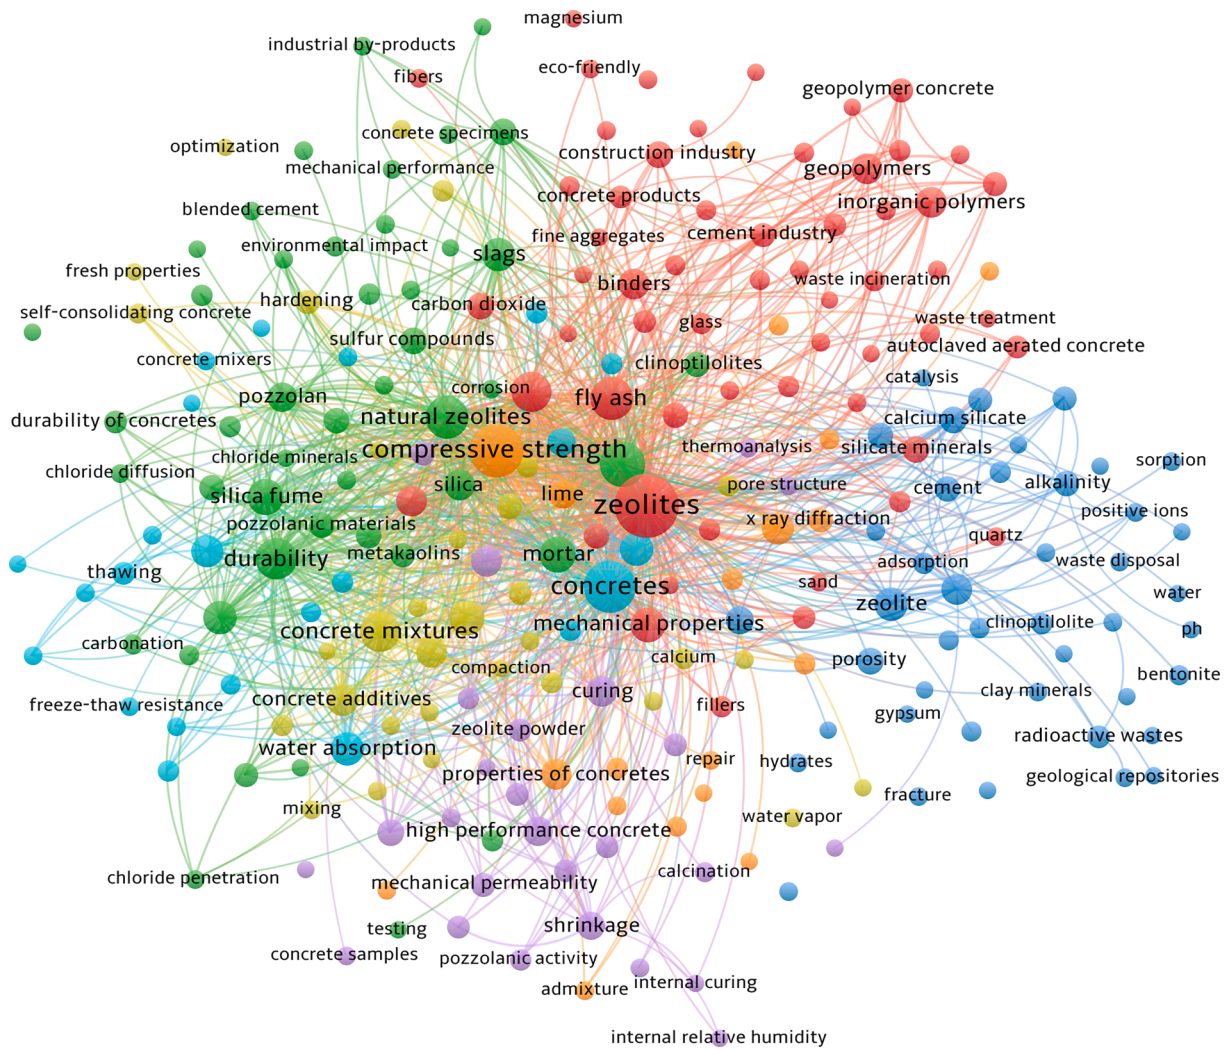 magnesium
industrial by-products
eco-friendly
fibers
geopolymer concrete
concrete specimens
optimization
construction industry
mechanical performance
geopolymers
concrete products
inorganic polymers
blended cement
cement industry
fine aggregates
environmental impact
slags
fresh properties
waste incineration
binders
hardening
carbon dioxide
self-consolidating concrete
glass
waste treatment
sulfur compounds
autoclaved aerated concrete
concrete mixers
clinoptilolites
catalysis
corrosion
pozzolan
fly ash
natural zeolites
calcium silicate
durability of concretes
thermoanalysis
silicate minerals
compressive strength
chloride minerals
sorption
chloride diffusion
silica
pore structure
alkalinity
cement
lime
silica fume
zeolites
positive ions
x ray diffraction
pozzolanic materials
quartz
metakaolins
mortar
durability
adsorption
waste disposal
thawing
sand
concretes
water
zeolite
mechanical properties
clinoptilolite
ph
concrete mixtures
carbonation
calcium
porosity
compaction
bentonite
clay minerals
curing
concrete additives
freeze-thaw resistance
fillers
gypsum
zeolite powder
radioactive wastes
water absorption
repair
hydrates
properties of concretes
geological repositories
fracture
mixing
water vapor
high performance concrete
calcination
chloride penetration
mechanical permeability
shrinkage
testing
concrete samples
pozzolanic activity
internal curing
admixture
internal relative humidity